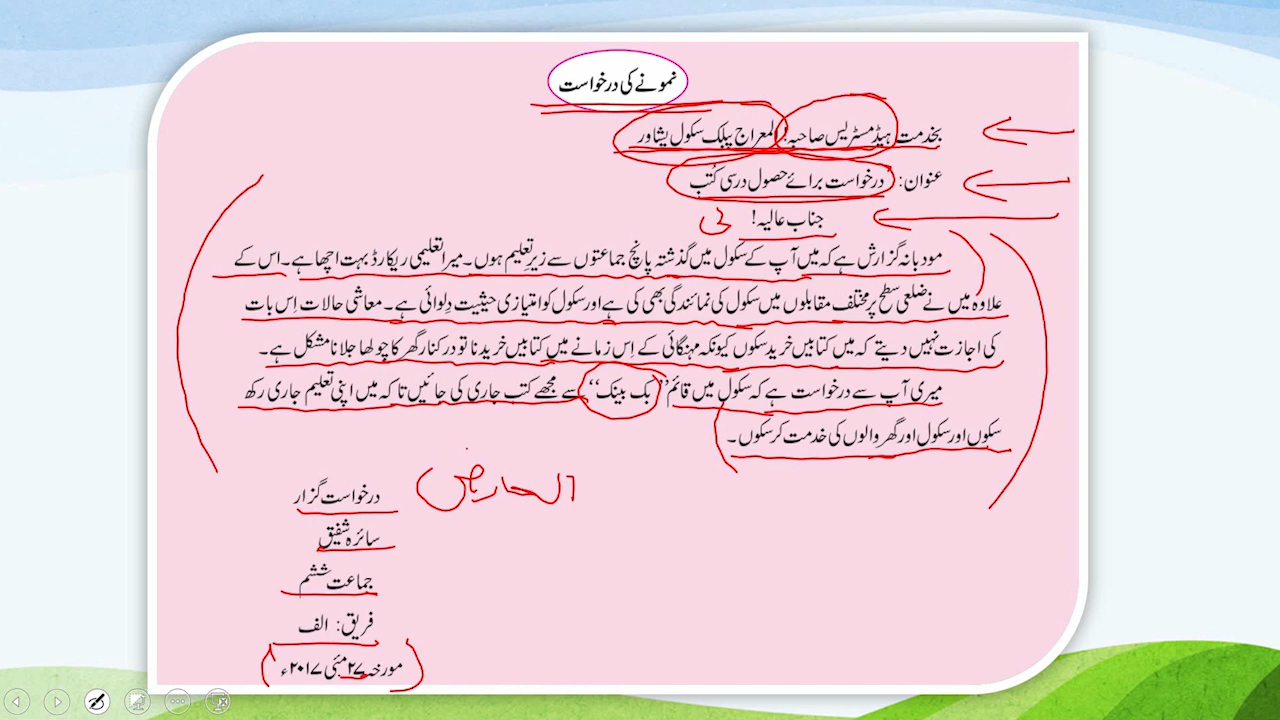 نمونے کی درخواست
بخدمت ہیڈ مسٹریس صاحبہ! المعراج پبلک سکول پشاور
عنوان: درخواست برائے حصول درسی کُتب
جناب عالیہ!
مودبانہ گزارش ہے کہ میں آپ کے سکول میں گذشتہ پانچ جماعتوں سے زیرِ تعلیم ہوں۔ میرا تعلیمی ریکارڈ بہت اچھا ہے۔ اس کے
علاوہ میں نے ضلعی سطح پر مختلف مقابلوں میں سکول کی نمائندگی بھی کی ہے اور سکول کو امتیازی حیثیت دِلوائی ہے۔ معاشی حالات اِس بات
کی اجازت نہیں دیتے کہ میں کتابیں خرید سکوں کیونکہ مہنگائی کے اِس زمانے میں کتابیں خریدنا تو درکنار گھر کا چولھا جلانا مشکل ہے۔
میری آپ سے درخواست ہے کہ سکول میں قائم ”بک بینک“ سے مجھے کتب جاری کی جائیں تاکہ میں اپنی تعلیم جاری رکھ
سکوں اور سکول اور گھر والوں کی خدمت کر سکوں۔
درخواست گزار
العارض
سائرہ شفیق
جماعت ششم
فریق: الف
مورخہ ۲۷ مئی ۲۰۱۷ء